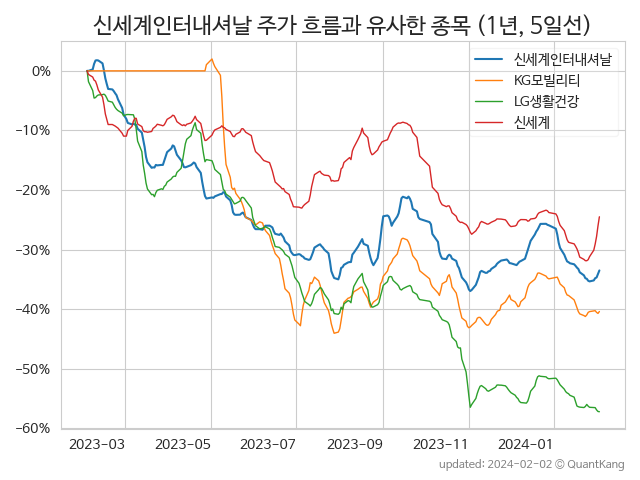 신세계인터내셔날 주가 흐름과 유사한 종목 (1년, 5일선)
신세계인터내셔날
KG모빌리티
LG생활건강
신세계
0%
−10%
−20%
−30%
−40%
−50%
−60%
2023-03 2023-05 2023-07 2023-09 2023-11 2024-01
updated: 2024-02-02 © QuantKang